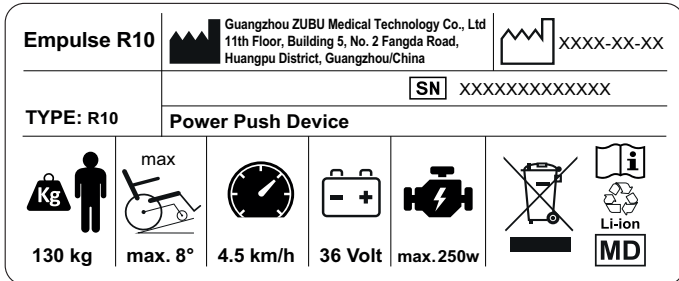 Empulse R10
Guangzhou ZUBU Medical Technology Co., Ltd
11th Floor, Building 5, No. 2 Fangda Road,
Huangpu District, Guangzhou/China
XXXX-XX-XX
SN XXXXXXXXXXXXX
TYPE: R10
Power Push Device
Kg
130 kg
max
max. 8°
4.5 km/h
- +
36 Volt
max.250w
i
Li-ion
MD